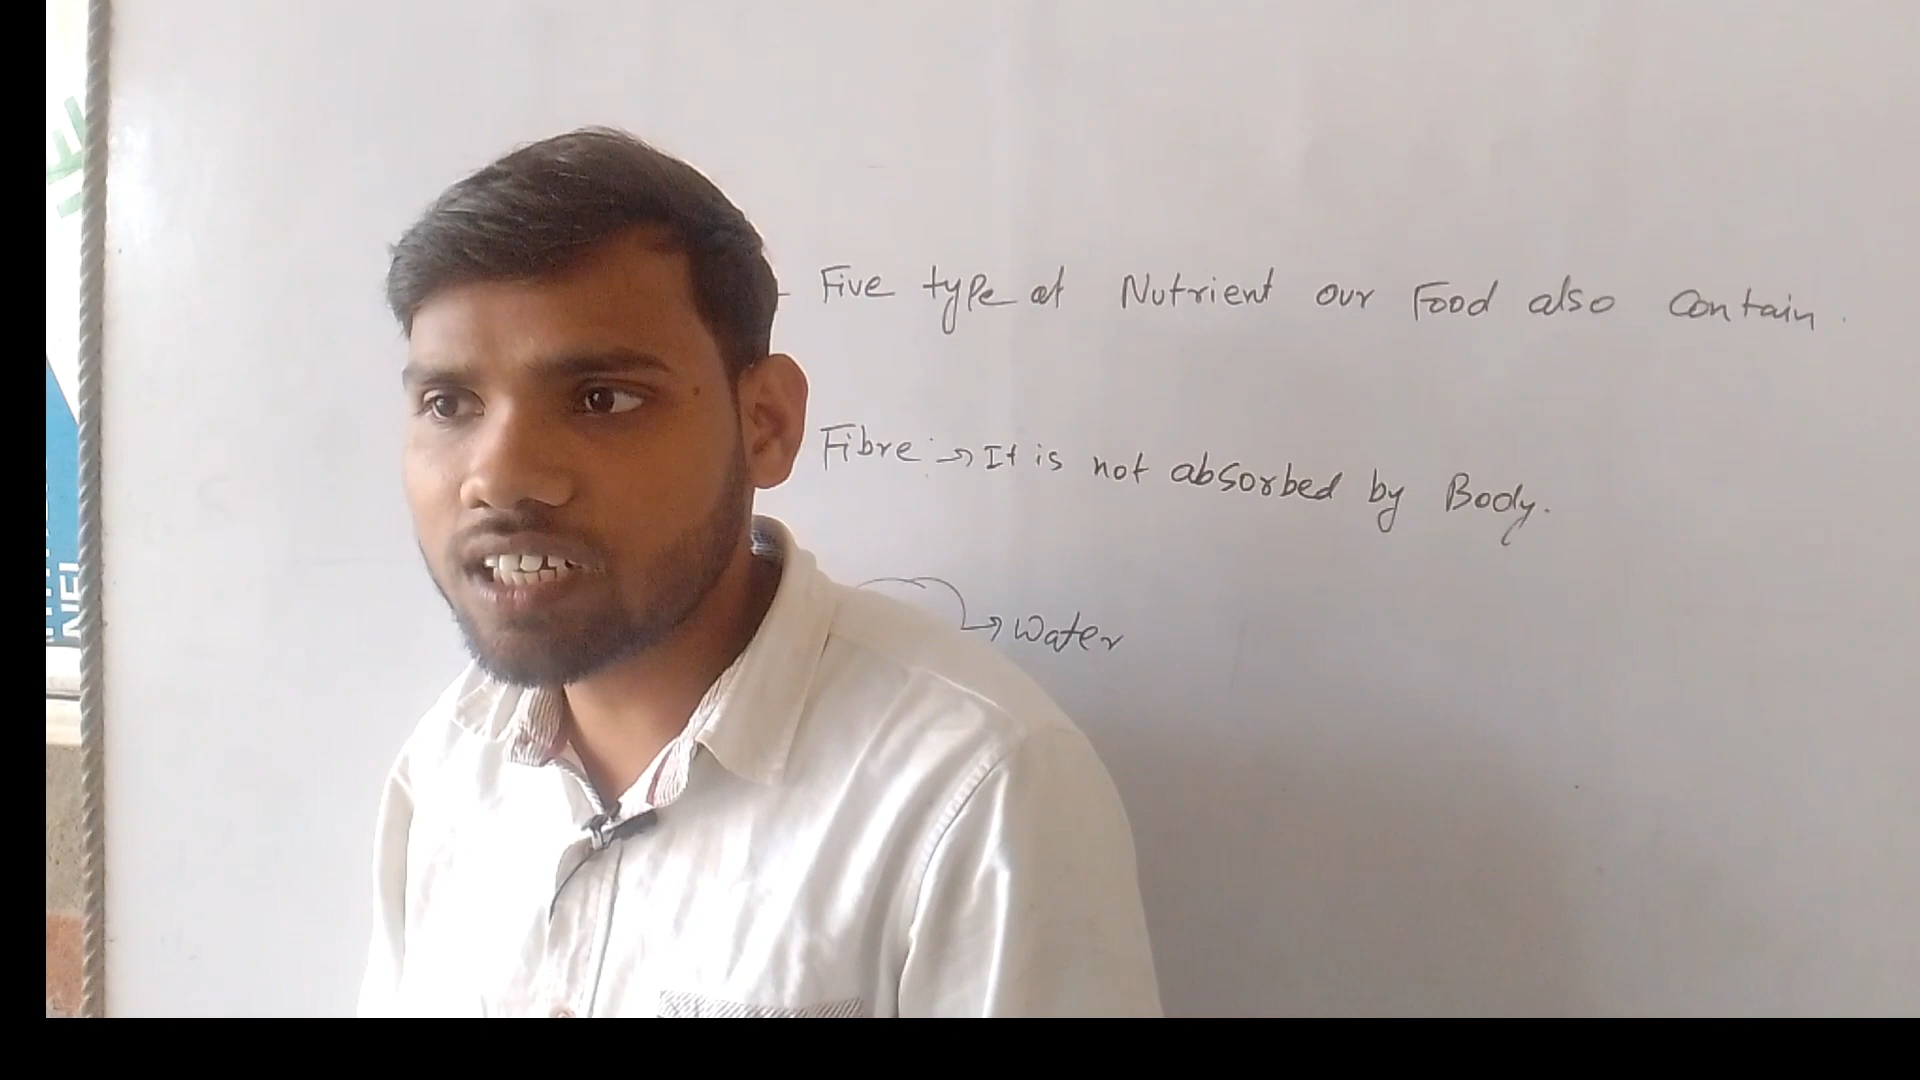 Five type of Nutrient our Food also contain.
Fibre :→ It is not absorbed by Body.
→ water